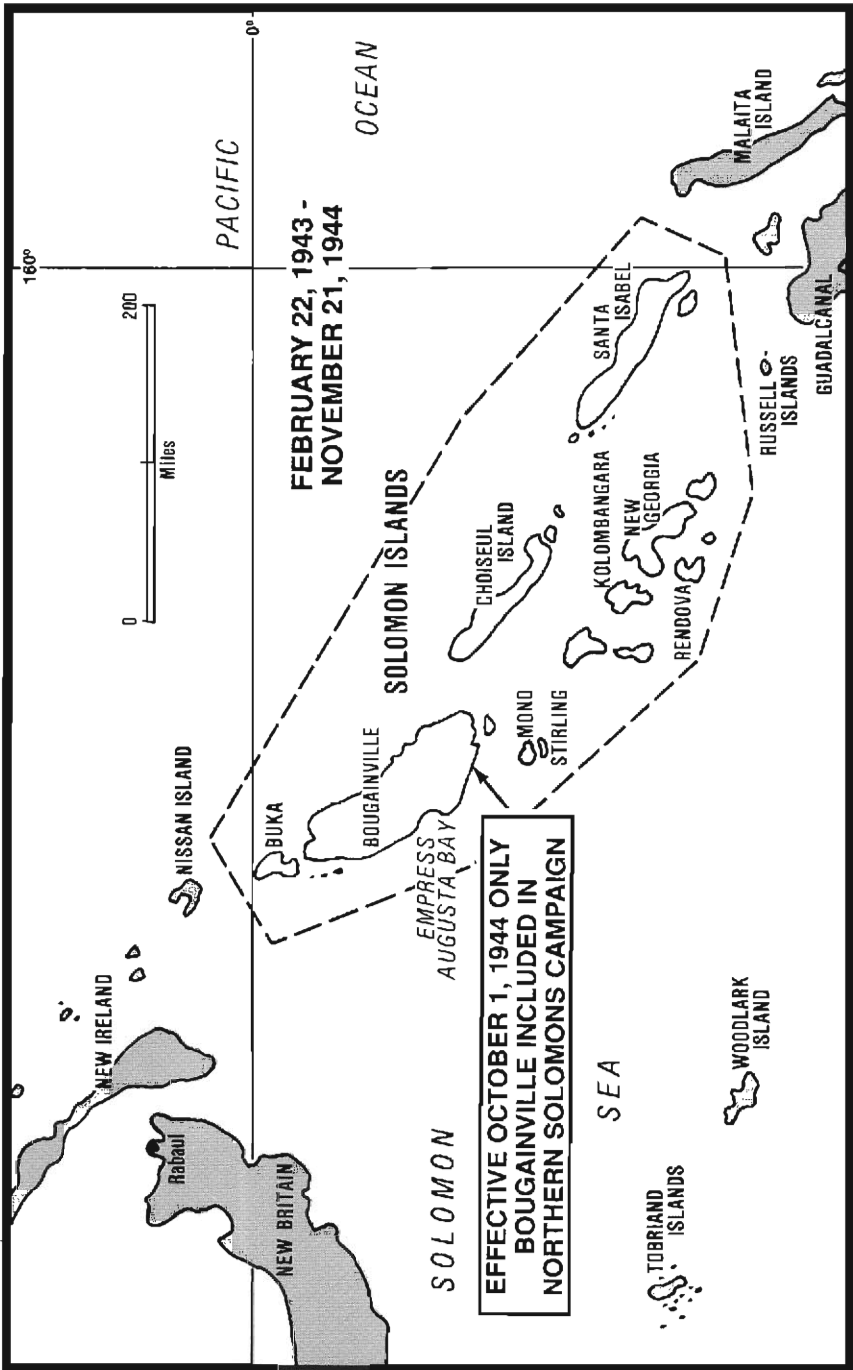 160°
0°
PACIFIC
OCEAN
0
200
Miles
FEBRUARY 22, 1943 -
NOVEMBER 21, 1944
NEW IRELAND
NISSAN ISLAND
Rabaul
NEW BRITAIN
BUKA
BOUGAINVILLE
SOLOMON ISLANDS
EMPRESS
AUGUSTA BAY
CHOISEUL
ISLAND
MONO
STIRLING
SANTA
ISABEL
KOLOMBANGARA
NEW
GEORGIA
RENDOVA
MALAITA
ISLAND
RUSSELL
ISLANDS
GUADALCANAL
SOLOMON
SEA
EFFECTIVE OCTOBER 1, 1944 ONLY
BOUGAINVILLE INCLUDED IN
NORTHERN SOLOMONS CAMPAIGN
WOODLARK
ISLAND
TOBRIAND
ISLANDS